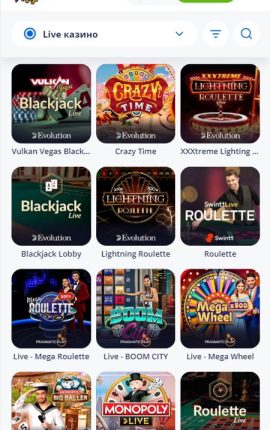 Live казино
VULKAN
Blackjack
Live
Evolution
CRAZY
TIME
Evolution
XXXTREME
LIGHTNING
ROULETTE
Evolution
Vulkan Vegas Black...
Crazy Time
XXXtreme Lighting ...
Blackjack
Live
Evolution
LIGHTNING
ROULETTE
Evolution
SwinttLive
ROULETTE
Swintt
Blackjack Lobby
Lightning Roulette
Roulette
Mega
ROULETTE
PRAGMATIC PLAY
BOOM
City
PRAGMATIC PLAY
Mega x500
Wheel
PRAGMATIC PLAY
Live - Mega Roulette
Live - BOOM CITY
Live - Mega Wheel
BIG BALLER
MONOPOLY
LIVE
Roulette
Live